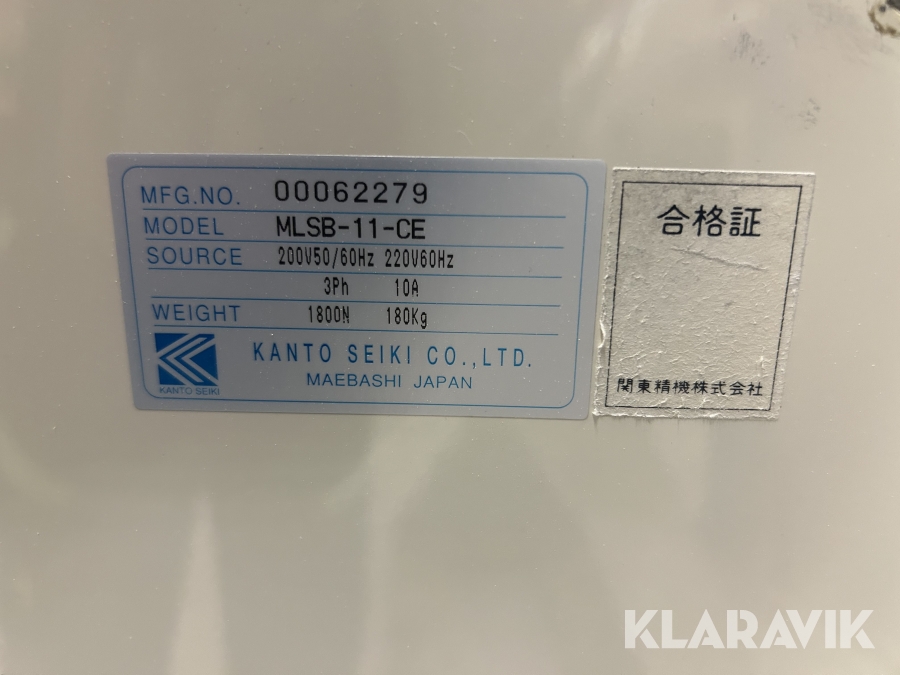 MFG.NO. 00062279
MODEL MLSB-11-CE
SOURCE 200V50/60Hz 220V60Hz
3Ph 10A
WEIGHT 1800N 180Kg
KANTO SEIKI CO.,LTD.
MAEBASHI JAPAN
KANTO SEIKI
合格証
関東精機株式会社
KLARAVIK